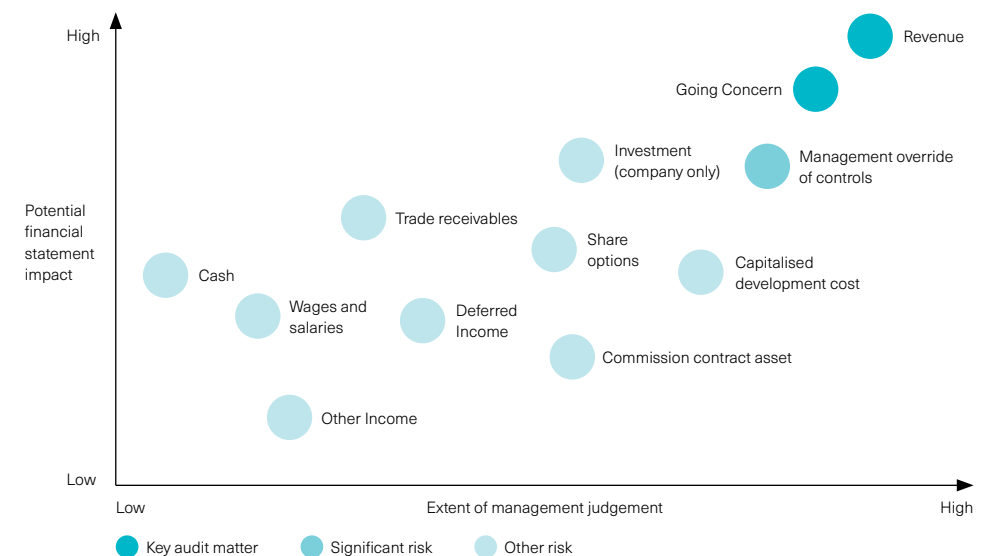 High
Revenue
Going Concern
Investment
(company only)
Management override
of controls
Potential
financial
statement
impact
Trade receivables
Share
options
Cash
Capitalised
development cost
Wages and
salaries
Deferred
Income
Commission contract asset
Other Income
Low
Low
Extent of management judgement
High
Key audit matter
Significant risk
Other risk